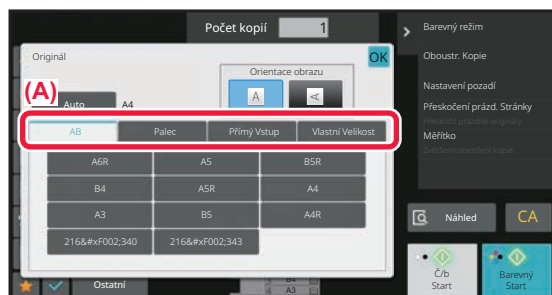 Počet kopií 1
Originál
OK
Orientace obrazu
(A)
Auto A4
A A
AB Palec Přímý Vstup Vlastní Velikost
A6R A5 B5R
B4 A5R A4
A3 B5 A4R
216&#xF002;340 216&#xF002;343
Ostatní
B4
A3
Barevný režim
Oboustr. Kopie
Nastavení pozadí
Přeskočení prázd. Stránky
Přeskočit prázdné originály
Měřítko
Zvětšení/zmenšení kopie
Náhled
CA
Č/b
Start
Barevný
Start